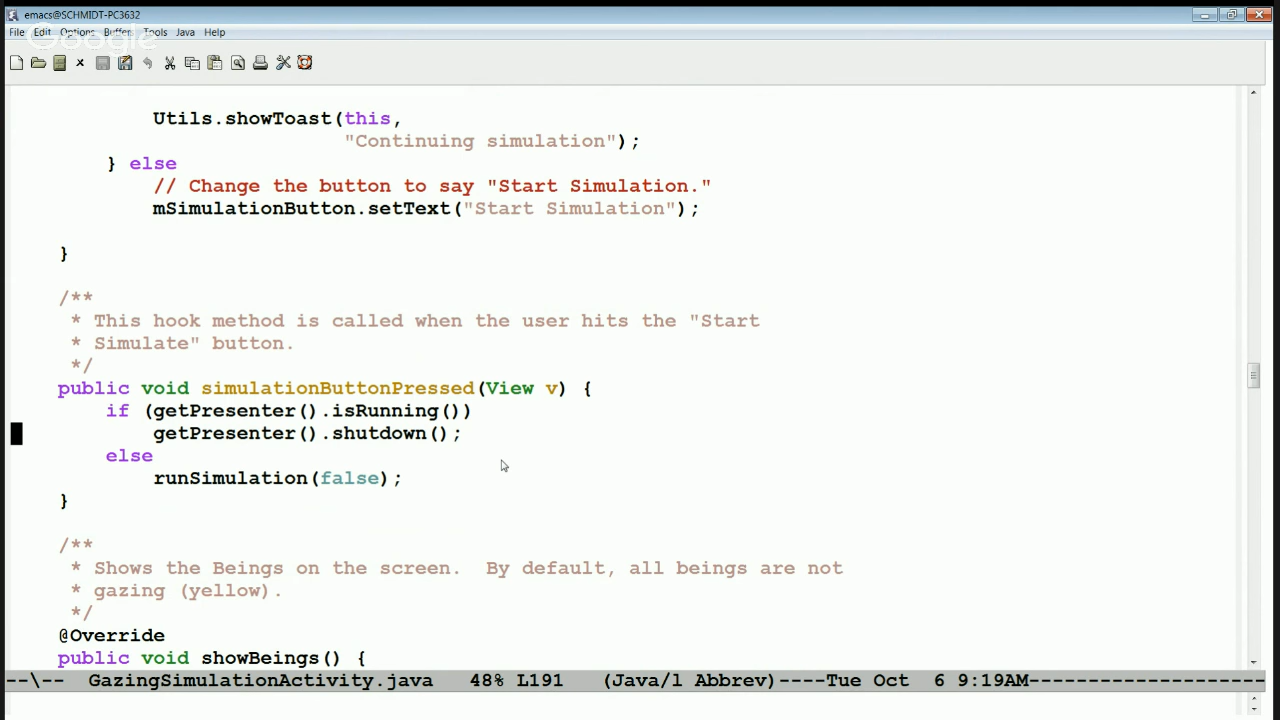 emacs@SCHMIDT-PC3632
File Edit Options Buffer Tools Java Help
Google
Utils.showToast(this,
"Continuing simulation");
} else
// Change the button to say "Start Simulation."
mSimulationButton.setText("Start Simulation");
}
/**
* This hook method is called when the user hits the "Start
* Simulate" button.
*/
public void simulationButtonPressed(View v) {
if (getPresenter().isRunning())
getPresenter().shutdown();
else
runSimulation(false);
}
/**
* Shows the Beings on the screen.  By default, all beings are not
* gazing (yellow).
*/
@Override
public void showBeings() {
--\-- GazingSimulationActivity.java 48% L191 (Java/l Abbrev)----Tue Oct 6 9:19AM--------------------